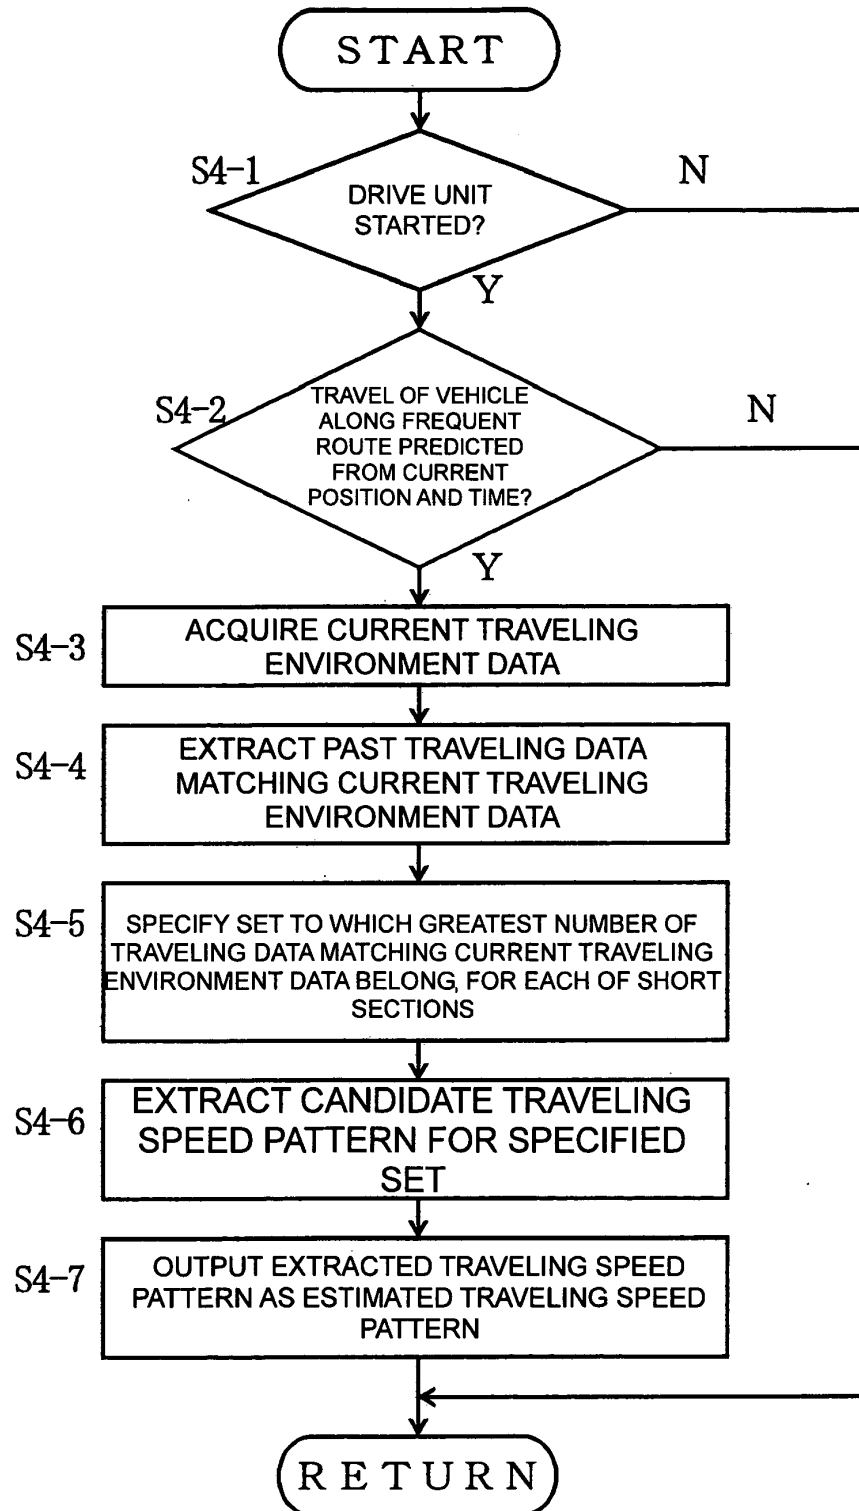 START
S4-1
N
DRIVE UNIT
STARTED?
Y
S4-2
N
TRAVEL OF VEHICLE
ALONG FREQUENT
ROUTE PREDICTED
FROM CURRENT
POSITION AND TIME?
Y
S4-3
ACQUIRE CURRENT TRAVELING
ENVIRONMENT DATA
S4-4
EXTRACT PAST TRAVELING DATA
MATCHING CURRENT TRAVELING
ENVIRONMENT DATA
S4-5
SPECIFY SET TO WHICH GREATEST NUMBER OF
TRAVELING DATA MATCHING CURRENT TRAVELING
ENVIRONMENT DATA BELONG, FOR EACH OF SHORT
SECTIONS
S4-6
EXTRACT CANDIDATE TRAVELING
SPEED PATTERN FOR SPECIFIED
SET
S4-7
OUTPUT EXTRACTED TRAVELING SPEED
PATTERN AS ESTIMATED TRAVELING SPEED
PATTERN
RETURN